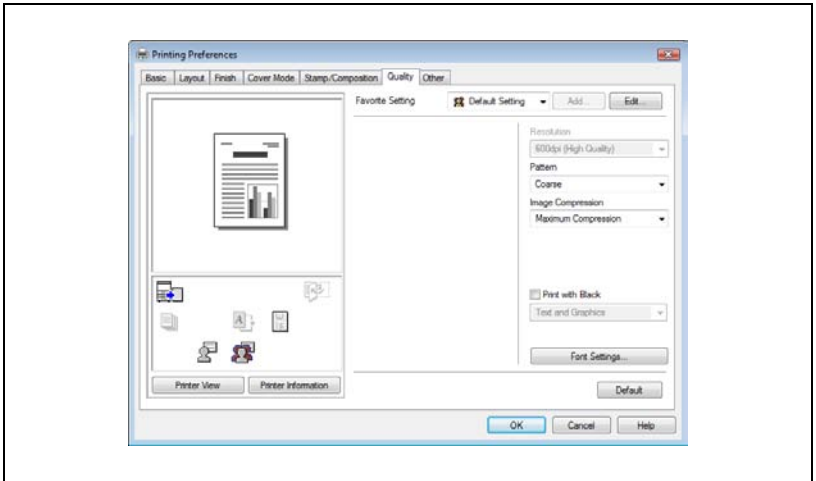 Printing Preferences
Basic Layout Finish Cover Mode Stamp/Composition Quality Other
Favorite Setting Default Setting Add... Edit...
Resolution
600dpi (High Quality)
Pattern
Coarse
Image Compression
Maximum Compression
Print with Black
Text and Graphics
Font Settings...
Printer View Printer Information
Default
OK Cancel Help